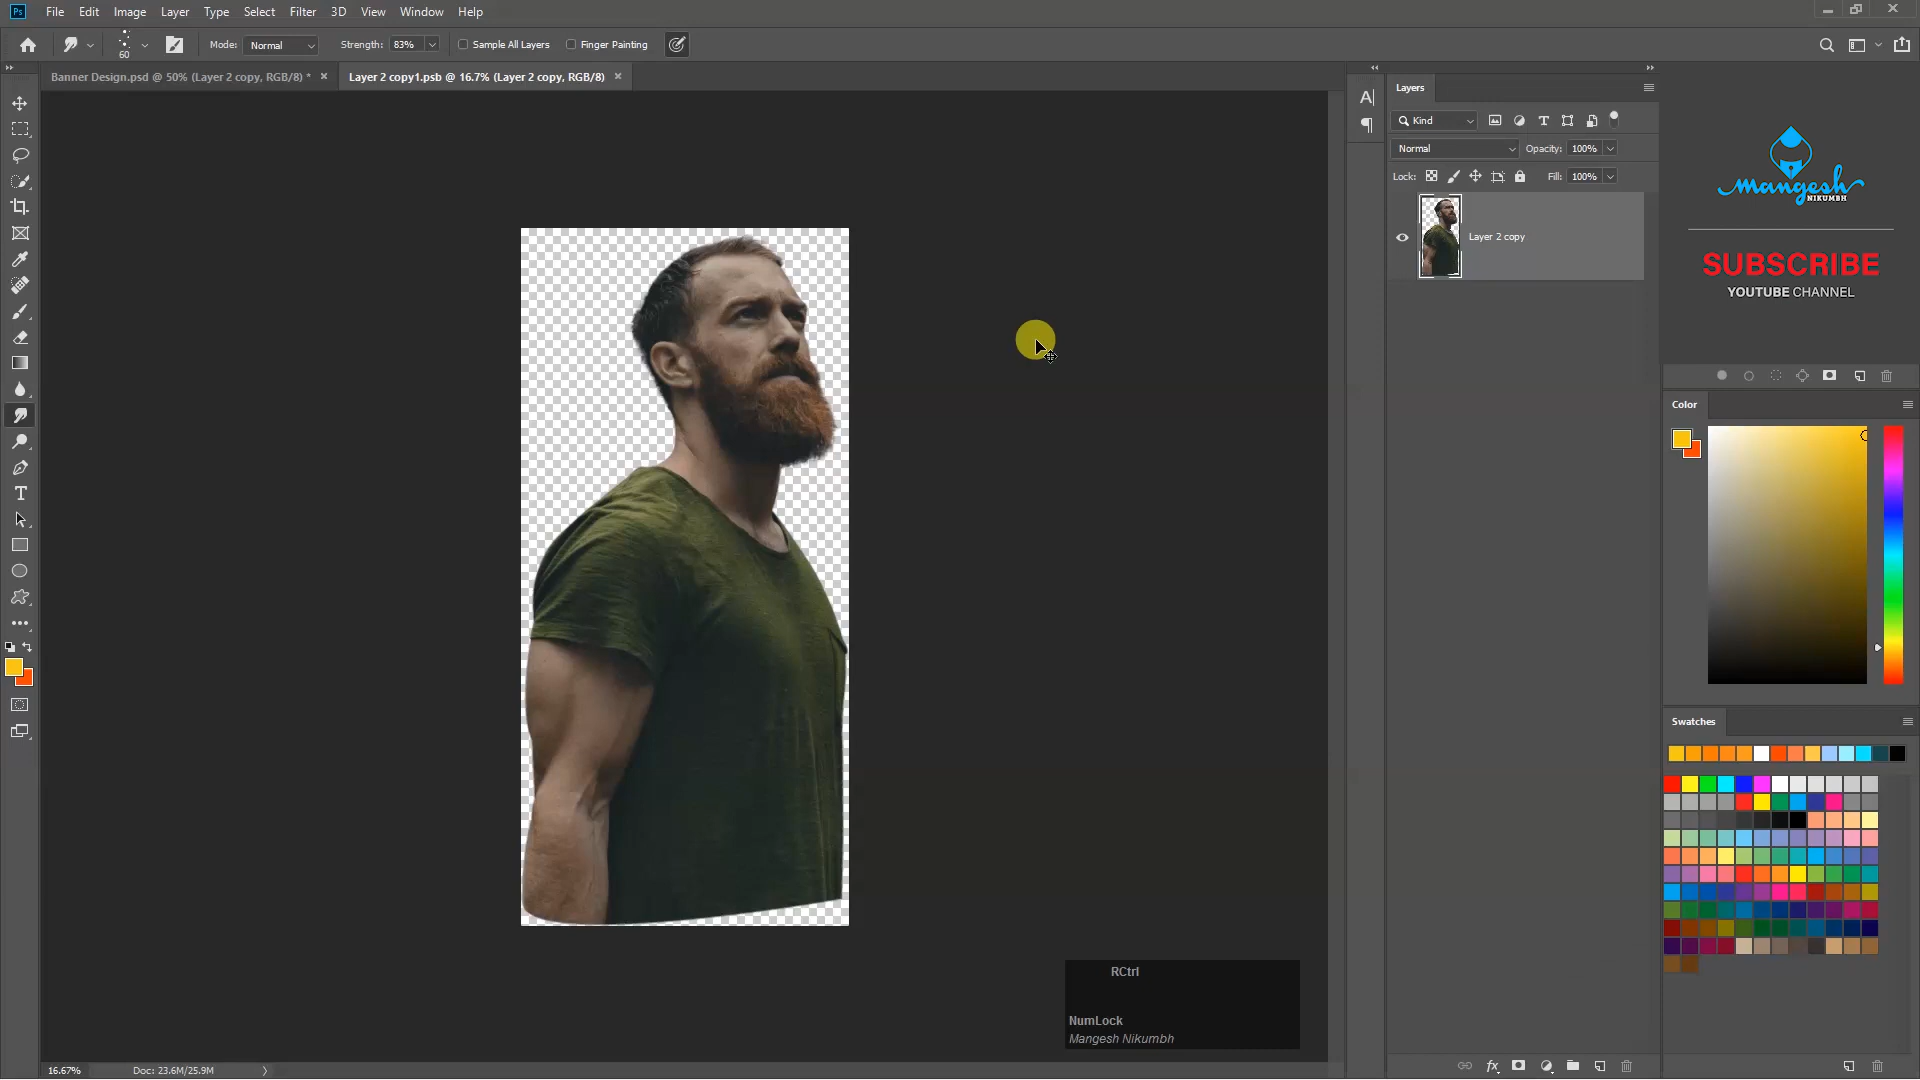 Ps File Edit Image Layer Type Select Filter 3D View Window Help
60 Mode: Normal Strength: 83% Sample All Layers Finger Painting
Banner Design.psd @ 50% (Layer 2 copy, RGB/8) * × Layer 2 copy1.psb @ 16.7% (Layer 2 copy, RGB/8) ×
Layers
Kind
Normal Opacity: 100%
Lock: Fill: 100%
Layer 2 copy
mangesh
NIKUMBH
SUBSCRIBE
YOUTUBE CHANNEL
Color
Swatches
RCtrl
NumLock
Mangesh Nikumbh
16.67% Doc: 23.6M/25.9M